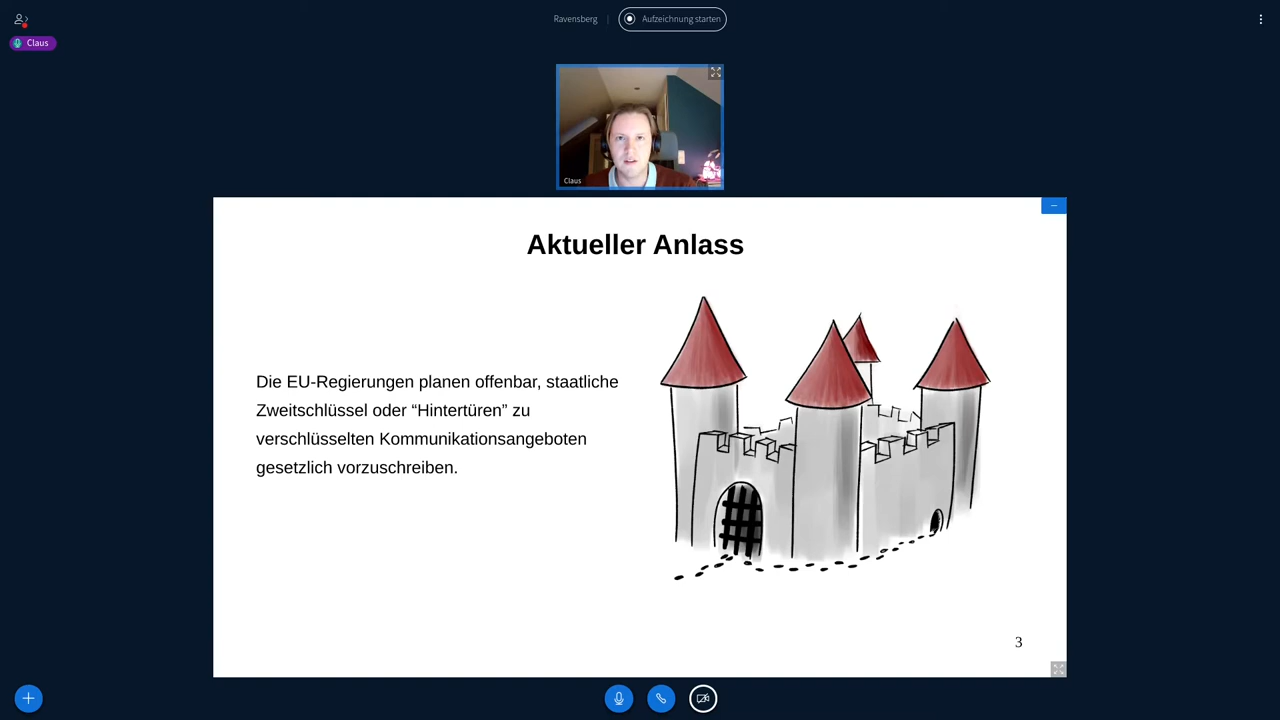 Ravensberg
Aufzeichnung starten
Claus
Claus
Aktueller Anlass
Die EU-Regierungen planen offenbar, staatliche
Zweitschlüssel oder “Hintertüren” zu
verschlüsselten Kommunikationsangeboten
gesetzlich vorzuschreiben.
3